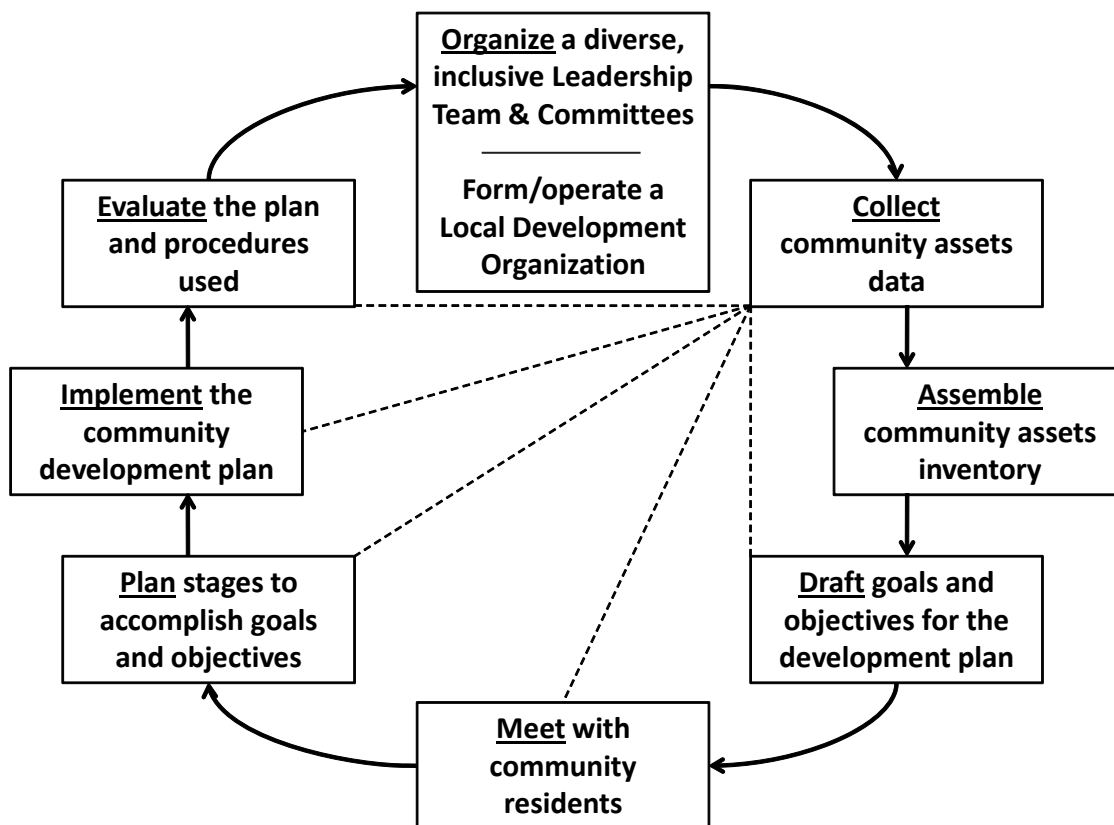 Organize a diverse,
inclusive Leadership
Team & Committees
Form/operate a
Local Development
Organization
Collect
community assets
data
Assemble
community assets
inventory
Draft goals and
objectives for the
development plan
Meet with
community
residents
Plan stages to
accomplish goals
and objectives
Implement the
community
development plan
Evaluate the plan
and procedures
used